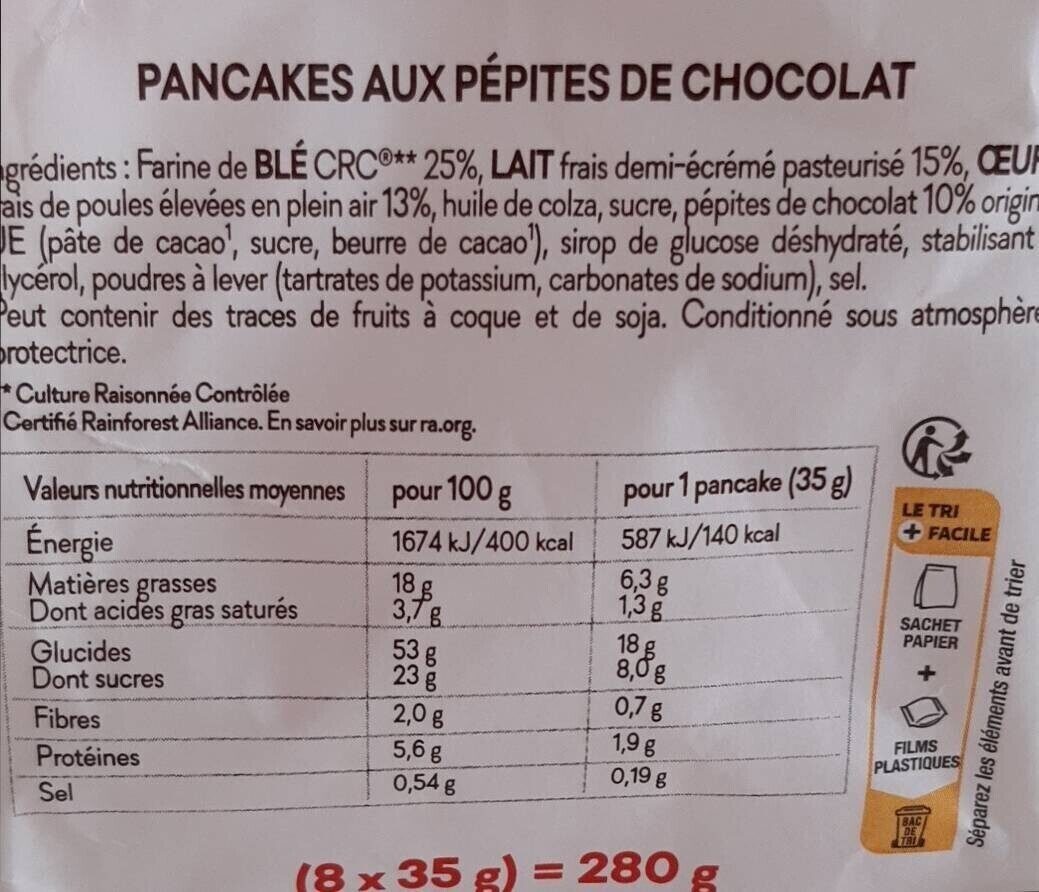 PANCAKES AUX PÉPITES DE CHOCOLAT
grédients : Farine de BLÉ CRC®** 25%, LAIT frais demi-écrémé pasteurisé 15%, ŒUF
ais de poules élevées en plein air 13%, huile de colza, sucre, pépites de chocolat 10% origin
UE (pâte de cacao¹, sucre, beurre de cacao¹), sirop de glucose déshydraté, stabilisant
lycérol, poudres à lever (tartrates de potassium, carbonates de sodium), sel.
Peut contenir des traces de fruits à coque et de soja. Conditionné sous atmosphère
protectrice.
* Culture Raisonnée Contrôlée
Certifié Rainforest Alliance. En savoir plus sur ra.org.
Valeurs nutritionnelles moyennes pour 100 g pour 1 pancake (35 g)
Énergie 1674 kJ/400 kcal 587 kJ/140 kcal
Matières grasses 18 g 6,3 g
Dont acides gras saturés 3,7 g 1,3 g
Glucides 53 g 18 g
Dont sucres 23 g 8,0 g
Fibres 2,0 g 0,7 g
Protéines 5,6 g 1,9 g
Sel 0,54 g 0,19 g
(8 x 35 g) = 280 g
LE TRI
+ FACILE
SACHET
PAPIER
+
FILMS
PLASTIQUES
BAC
DE
TRI
Séparez les éléments avant de trier